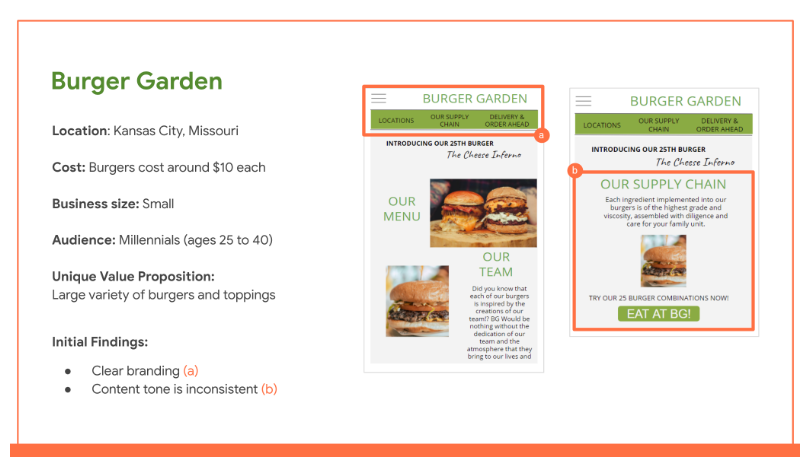 Burger Garden
Location: Kansas City, Missouri
Cost: Burgers cost around $10 each
Business size: Small
Audience: Millennials (ages 25 to 40)
Unique Value Proposition:
Large variety of burgers and toppings
Initial Findings:
● Clear branding (a)
● Content tone is inconsistent (b)
BURGER GARDEN
LOCATIONS
OUR SUPPLY
CHAIN
DELIVERY &
ORDER AHEAD
a
INTRODUCING OUR 25TH BURGER
The Cheese Inferno
OUR
MENU
OUR
TEAM
Did you know that
each of our burgers
is inspired by the
creations of our
team!? BG Would be
nothing without the
dedication of our
team and the
atmosphere that they
bring to our lives and
BURGER GARDEN
LOCATIONS
OUR SUPPLY
CHAIN
DELIVERY &
ORDER AHEAD
INTRODUCING OUR 25TH BURGER
The Cheese Inferno
b
OUR SUPPLY CHAIN
Each ingredient implemented into our
burgers is of the highest grade and
viscosity, assembled with diligence and
care for your family unit.
TRY OUR 25 BURGER COMBINATIONS NOW!
EAT AT BG!